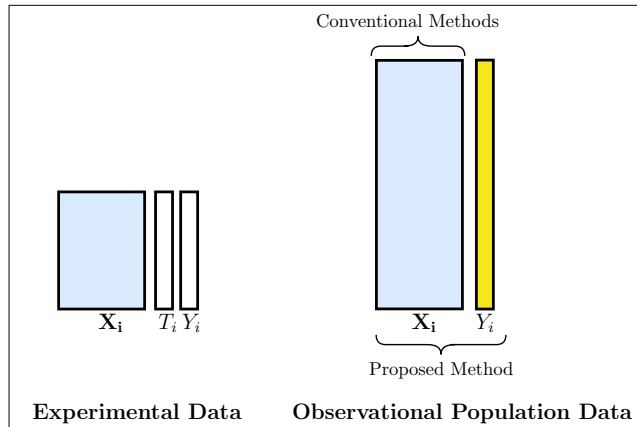 Conventional Methods
X_i T_i Y_i
X_i Y_i
Proposed Method
Experimental Data
Observational Population Data